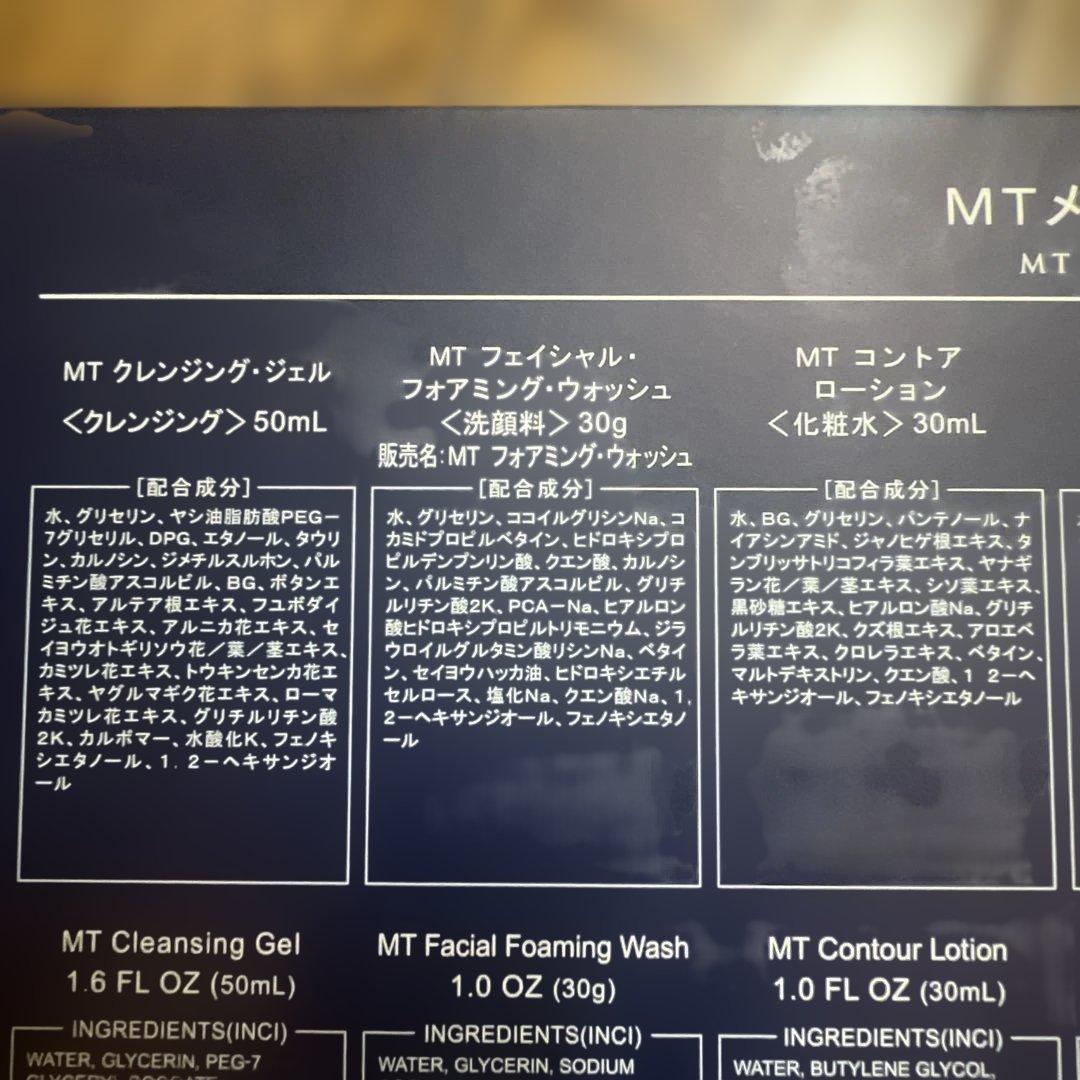 MTメ
MT
MT クレンジング・ジェル
<クレンジング> 50mL
MT フェイシャル・
フォアミング・ウォッシュ
<洗顔料> 30g
販売名:MT フォアミング・ウォッシュ
MT コントア
ローション
<化粧水> 30mL
[配合成分]
水、グリセリン、ヤシ油脂肪酸PEG-
7グリセリル、DPG、エタノール、タウリ
ン、カルノシン、ジメチルスルホン、パル
ミチン酸アスコルビル、BG、ボタンエ
キス、アルテア根エキス、フユボダイ
ジュ花エキス、アルニカ花エキス、セ
イヨウオトギリソウ花/葉/茎エキス、
カミツレ花エキス、トウキンセンカ花エ
キス、ヤグルマギク花エキス、ローマ
カミツレ花エキス、グリチルリチン酸
2K、カルボマー、水酸化K、フェノキ
シエタノール、1,2-ヘキサンジオ
ール
[配合成分]
水、グリセリン、ココイルグリシンNa、コ
カミドプロピルベタイン、ヒドロキシプロ
ピルデンプンリン酸、クエン酸、カルノシ
ン、パルミチン酸アスコルビル、グリチ
ルリチン酸2K、PCA-Na、ヒアルロン
酸ヒドロキシプロピルトリモニウム、ジラ
ウロイルグルタミン酸リシンNa、ベタイ
ン、セイヨウハッカ油、ヒドロキシエチル
セルロース、塩化Na、クエン酸Na、1,
2-ヘキサンジオール、フェノキシエタノ
ール
[配合成分]
水、BG、グリセリン、パンテノール、ナ
イアシンアミド、ジャノヒゲ根エキス、タ
ンブリッサトリコフィラ葉エキス、ヤナギ
ラン花/葉/茎エキス、シソ葉エキス、
黒砂糖エキス、ヒアルロン酸Na、グリチ
ルリチン酸2K、クズ根エキス、アロエベ
ラ葉エキス、クロレラエキス、ベタイン、
マルトデキストリン、クエン酸、1 2-ヘ
キサンジオール、フェノキシエタノール
MT Cleansing Gel
1.6 FL OZ (50mL)
MT Facial Foaming Wash
1.0 OZ (30g)
MT Contour Lotion
1.0 FL OZ (30mL)
INGREDIENTS(INCI)
WATER, GLYCERIN, PEG-7
INGREDIENTS(INCI)
WATER, GLYCERIN, SODIUM
INGREDIENTS(INCI)
WATER, BUTYLENE GLYCOL,